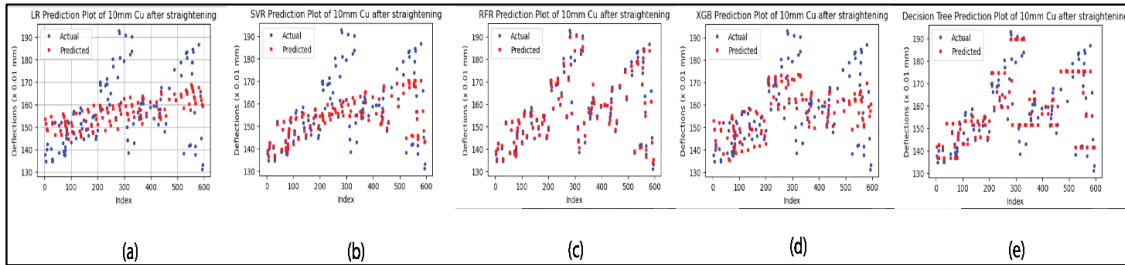 LR Prediction Plot of 10mm Cu after straightening
Actual
Predicted
Deflections (x 0.01 mm)
190
180
170
160
150
140
130
0 100 200 300 400 500 600
Index
(a)
SVR Prediction Plot of 10mm Cu after straightening
Actual
Predicted
Deflections (x 0.01 mm)
190
180
170
160
150
140
130
0 100 200 300 400 500 600
Index
(b)
RFR Prediction Plot of 10mm Cu after straightening
Actual
Predicted
Deflections (x 0.01 mm)
190
180
170
160
150
140
130
0 100 200 300 400 500 600
Index
(c)
XGB Prediction Plot of 10mm Cu after straightening
Actual
Predicted
Deflections (x 0.01 mm)
190
180
170
160
150
140
130
0 100 200 300 400 500 600
Index
(d)
Decision Tree Prediction Plot of 10mm Cu after straightening
Actual
Predicted
Deflections (x 0.01 mm)
190
180
170
160
150
140
130
0 100 200 300 400 500 600
Index
(e)